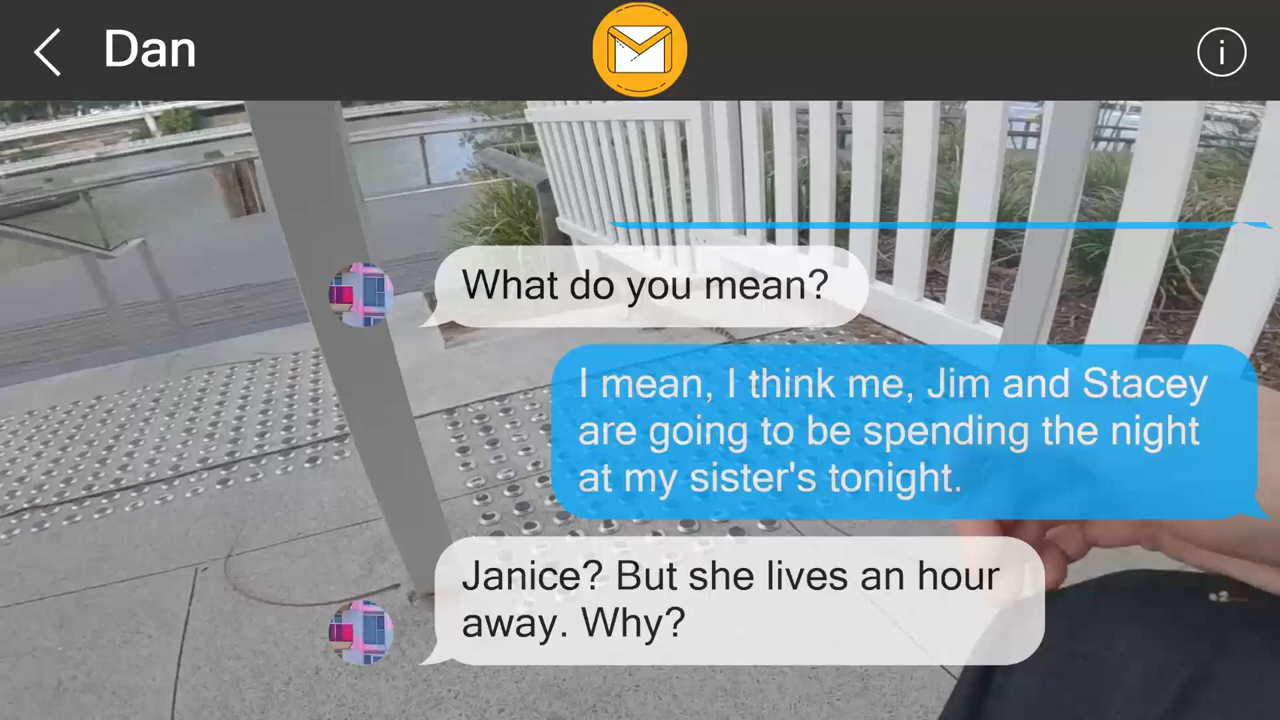 Dan
What do you mean?
I mean, I think me, Jim and Stacey
are going to be spending the night
at my sister's tonight.
Janice? But she lives an hour
away. Why?